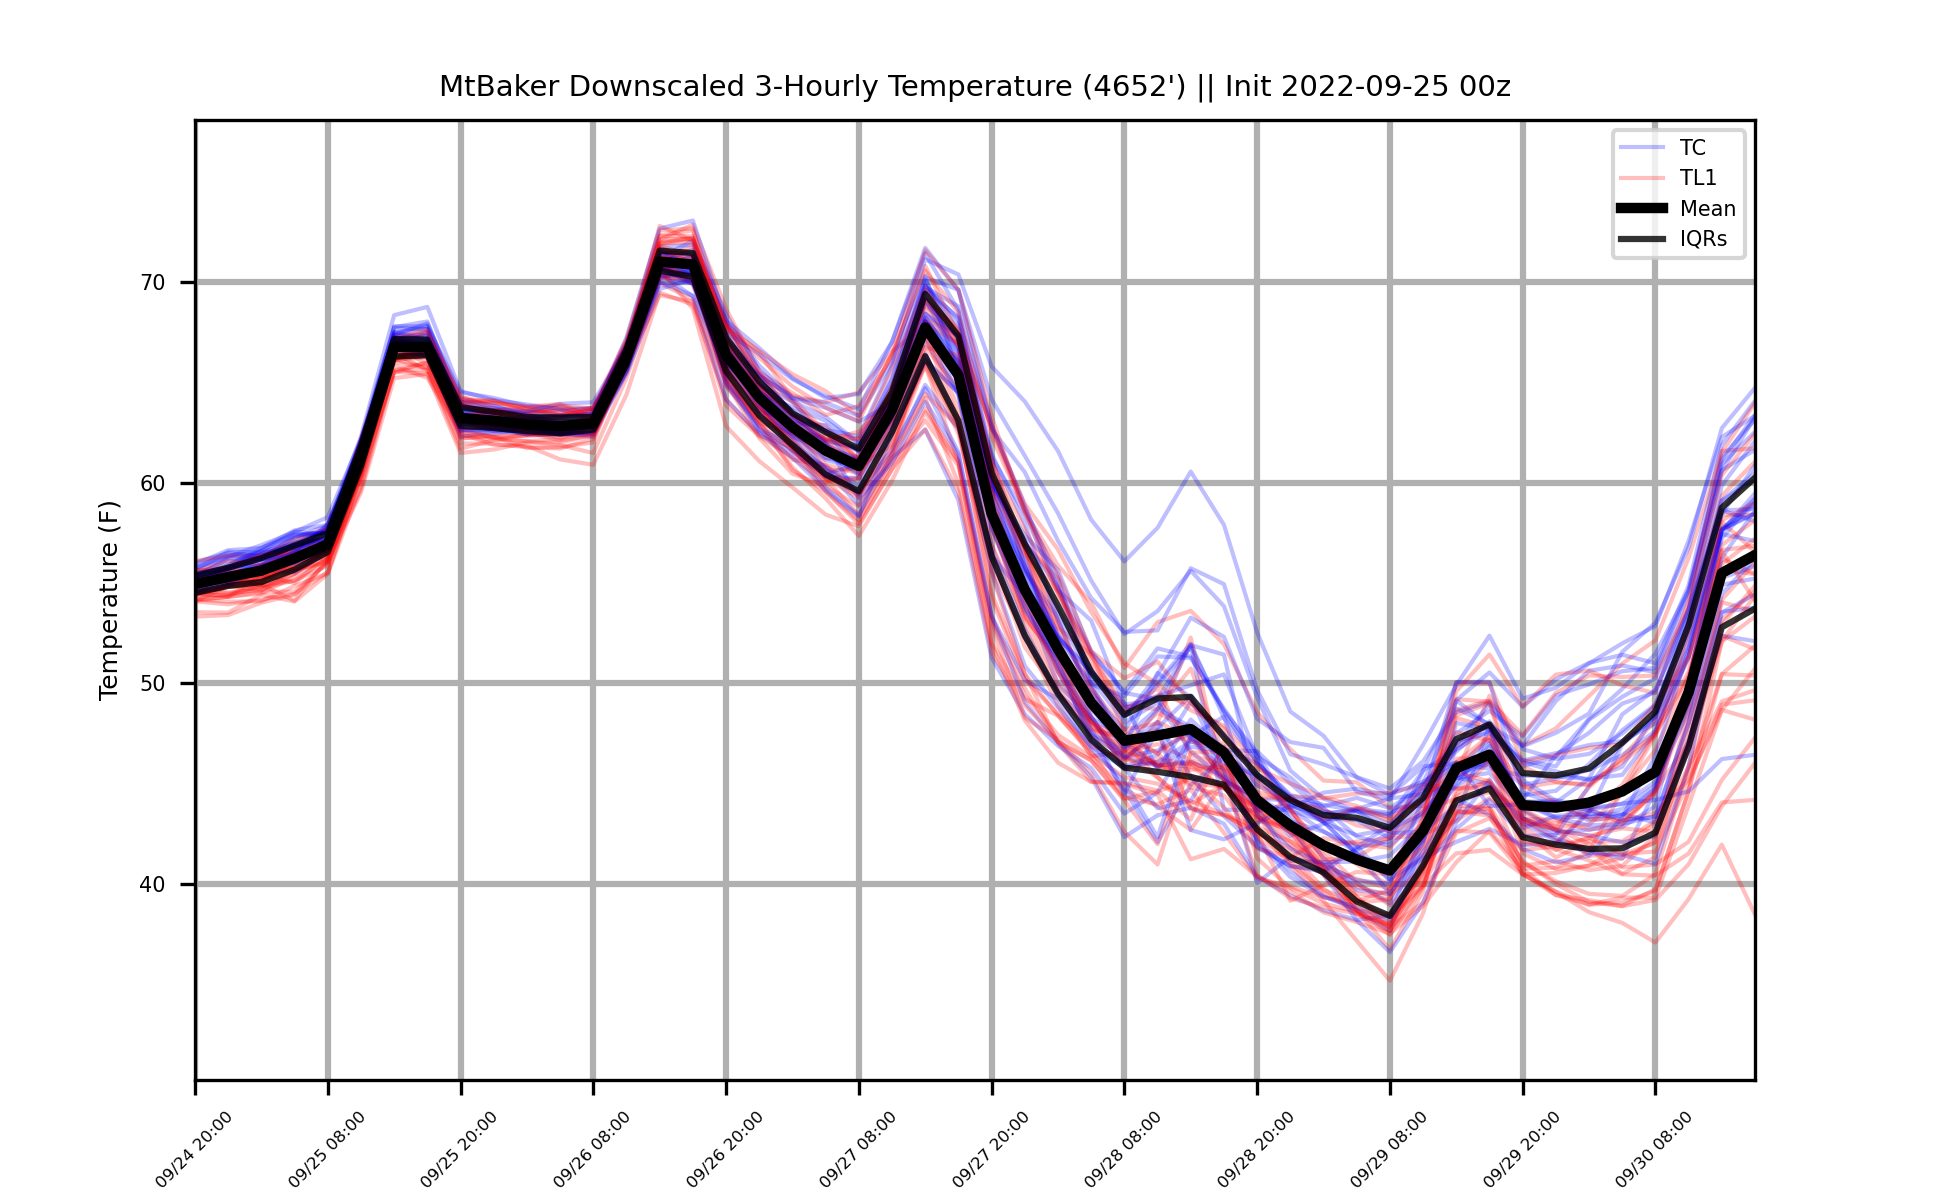 MtBaker Downscaled 3-Hourly Temperature (4652') || Init 2022-09-25 00z
TC
TL1
Mean
IQRs
Temperature (F)
70
60
50
40
09/24 20:00
09/25 08:00
09/25 20:00
09/26 08:00
09/26 20:00
09/27 08:00
09/27 20:00
09/28 08:00
09/28 20:00
09/29 08:00
09/29 20:00
09/30 08:00